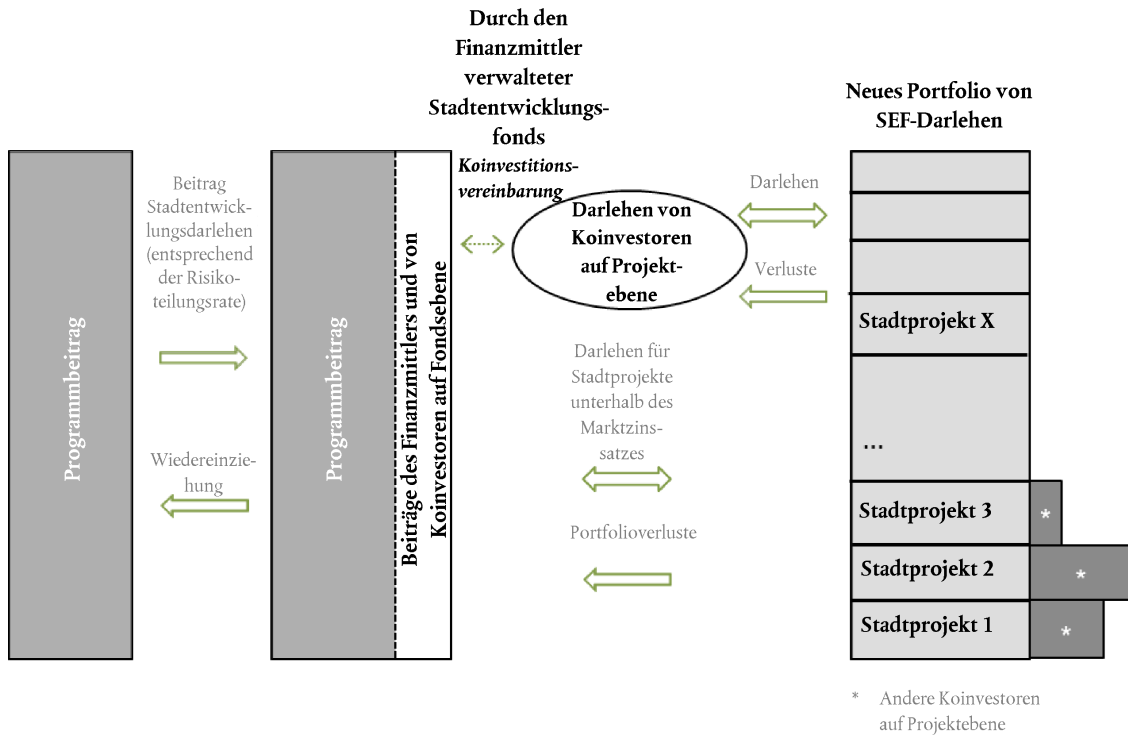 Durch den
Finanzmittler
verwalteter
Stadtentwicklungs-
fonds
Koinvestitions-
vereinbarung
Neues Portfolio von
SEF-Darlehen
Programmbeitrag
Beitrag
Stadtentwick-
lungsdarlehen
(entsprechend
der Risiko-
teilungsrate)
Wiedereinzie-
hung
Programmbeitrag
Beiträge des Finanzmittlers und von
Koinvestoren auf Fondsebene
Darlehen von
Koinvestoren
auf Projekt-
ebene
Darlehen
Verluste
Darlehen für
Stadtprojekte
unterhalb des
Marktzins-
satzes
Portfolioverluste
Stadtprojekt X
...
Stadtprojekt 3
*
Stadtprojekt 2
*
Stadtprojekt 1
*
* Andere Koinvestoren
auf Projektebene